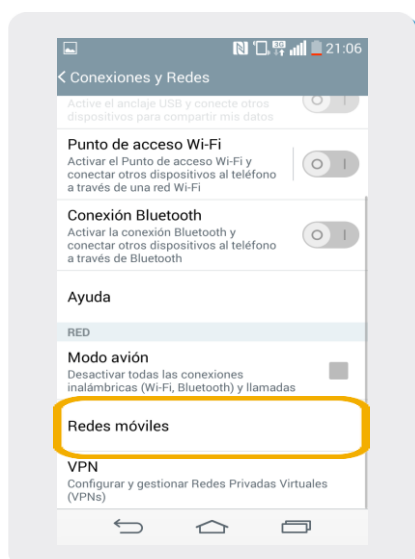 3G 21:06
< Conexiones y Redes
Active el anclaje USB y conecte otros
dispositivos para compartir mis datos
Punto de acceso Wi-Fi
Activar el Punto de acceso Wi-Fi y
conectar otros dispositivos al teléfono
a través de una red Wi-Fi
Conexión Bluetooth
Activar la conexión Bluetooth y
conectar otros dispositivos al teléfono
a través de Bluetooth
Ayuda
RED
Modo avión
Desactivar todas las conexiones
inalámbricas (Wi-Fi, Bluetooth) y llamadas
Redes móviles
VPN
Configurar y gestionar Redes Privadas Virtuales
(VPNs)